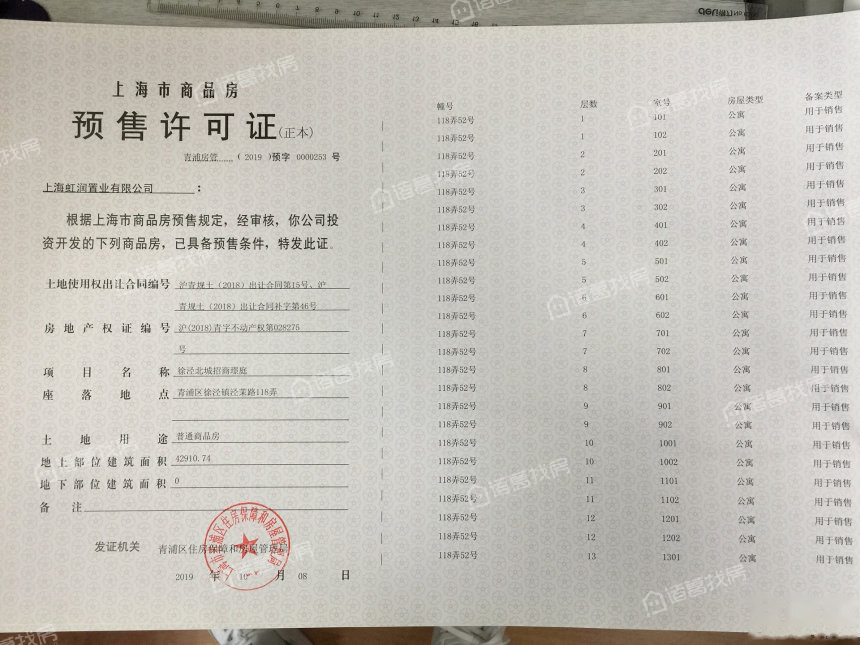 上海市商品房
预售许可证(正本)
青浦房管 (2019)预字 0000253 号
上海虹润置业有限公司 :
根据上海市商品房预售规定，经审核，你公司投
资开发的下列商品房，已具备预售条件，特发此证。
土地使用权出让合同编号 沪青规土（2018）出让合同第15号、沪
青规土（2018）出让合同补字第46号
房地产权证编号 沪(2018)青字不动产权第028275
号
项目名称 徐泾北城招商璟庭
座落地点 青浦区徐泾镇泾茉路118弄
土地用途 普通商品房
地上部位建筑面积 42910.74
地下部位建筑面积 0
备注
发证机关 青浦区住房保障和房屋管理局
2019 年 10 月 08 日
幢号 层数 室号 房屋类型 备案类型
118弄52号 1 101 公寓 用于销售
118弄52号 1 102 公寓 用于销售
118弄52号 2 201 公寓 用于销售
118弄52号 2 202 公寓 用于销售
118弄52号 3 301 公寓 用于销售
118弄52号 3 302 公寓 用于销售
118弄52号 4 401 公寓 用于销售
118弄52号 4 402 公寓 用于销售
118弄52号 5 501 公寓 用于销售
118弄52号 5 502 公寓 用于销售
118弄52号 6 601 公寓 用于销售
118弄52号 6 602 公寓 用于销售
118弄52号 7 701 公寓 用于销售
118弄52号 7 702 公寓 用于销售
118弄52号 8 801 公寓 用于销售
118弄52号 8 802 公寓 用于销售
118弄52号 9 901 公寓 用于销售
118弄52号 9 902 公寓 用于销售
118弄52号 10 1001 公寓 用于销售
118弄52号 10 1002 公寓 用于销售
118弄52号 11 1101 公寓 用于销售
118弄52号 11 1102 公寓 用于销售
118弄52号 12 1201 公寓 用于销售
118弄52号 12 1202 公寓 用于销售
118弄52号 13 1301 公寓 用于销售
诸葛找房
deli